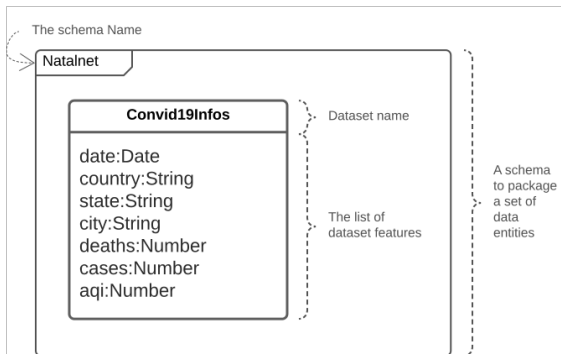 The schema Name
Natalnet
Convid19Infos
Dataset name
date:Date
country:String
state:String
city:String
deaths:Number
cases:Number
aqi:Number
The list of
dataset features
A schema
to package
a set of
data
entities